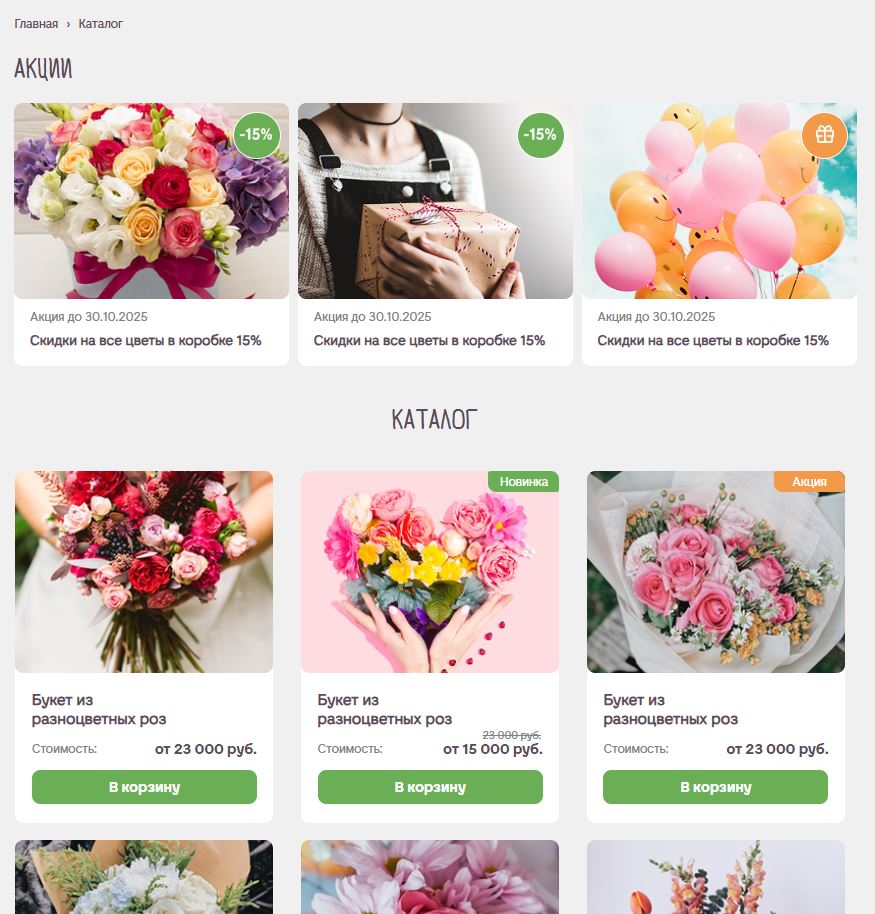 Главная › Каталог
АКЦИИ
-15%
-15%
Акция до 30.10.2025
Скидки на все цветы в коробке 15%
Акция до 30.10.2025
Скидки на все цветы в коробке 15%
Акция до 30.10.2025
Скидки на все цветы в коробке 15%
КАТАЛОГ
Букет из
разноцветных роз
Стоимость: от 23 000 руб.
В корзину
Новинка
Букет из
разноцветных роз
23 000 руб.
Стоимость: от 15 000 руб.
В корзину
Акция
Букет из
разноцветных роз
Стоимость: от 23 000 руб.
В корзину